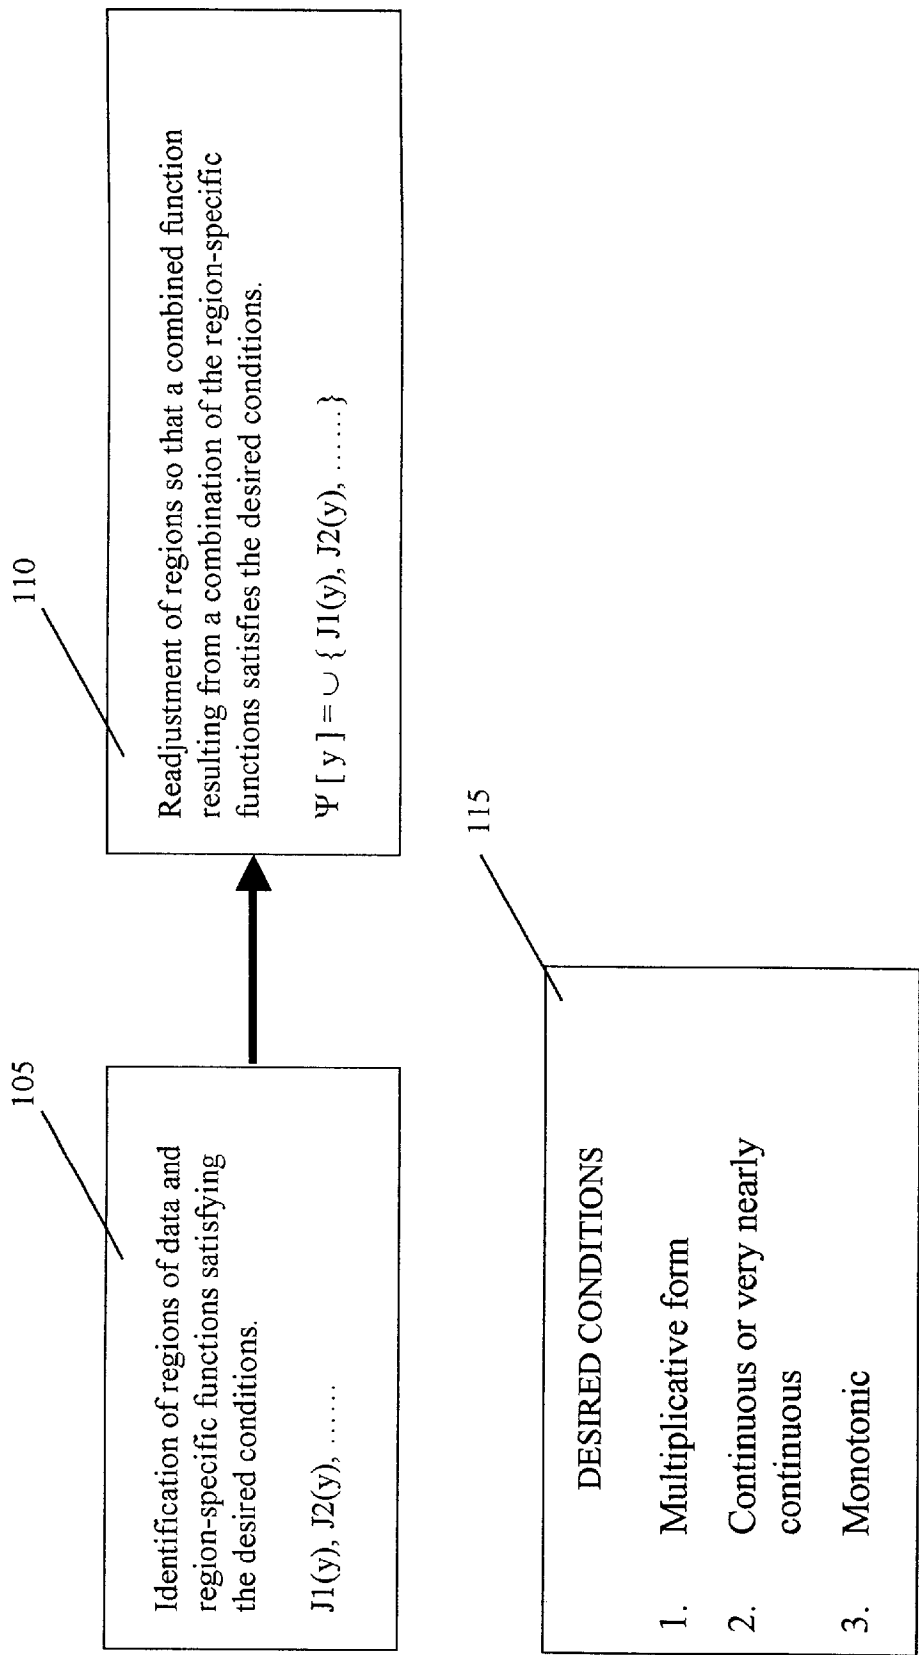 105
Identification of regions of data and
region-specific functions satisfying
the desired conditions.
J1(y), J2(y), ......
110
Readjustment of regions so that a combined function
resulting from a combination of the region-specific
functions satisfies the desired conditions.
Ψ [ y ] = ∪ { J1(y), J2(y), ......}
115
DESIRED CONDITIONS
1. Multiplicative form
2. Continuous or very nearly
continuous
3. Monotonic